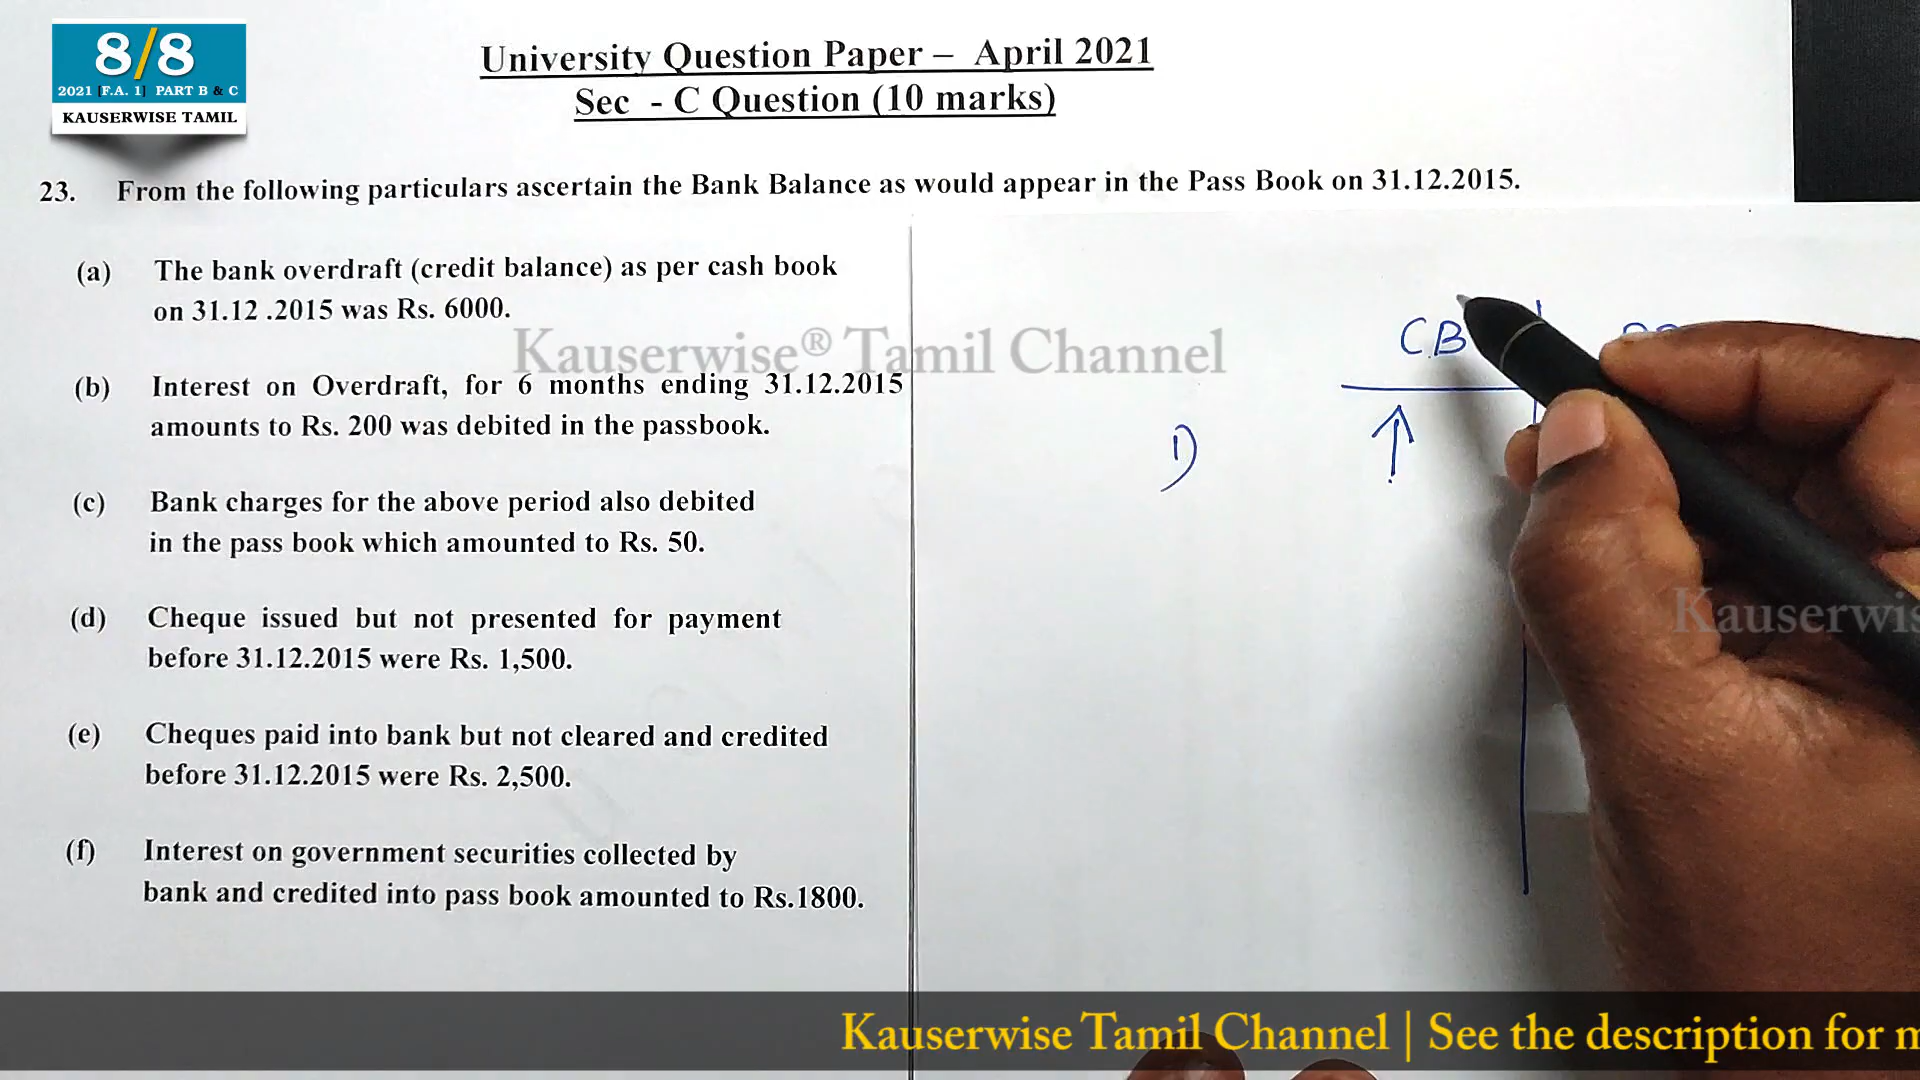 8/8
2021 [F.A. 1] PART B & C
KAUSERWISE TAMIL
University Question Paper – April 2021
Sec - C Question (10 marks)
23. From the following particulars ascertain the Bank Balance as would appear in the Pass Book on 31.12.2015.
(a) The bank overdraft (credit balance) as per cash book
on 31.12 .2015 was Rs. 6000.
(b) Interest on Overdraft, for 6 months ending 31.12.2015
amounts to Rs. 200 was debited in the passbook.
(c) Bank charges for the above period also debited
in the pass book which amounted to Rs. 50.
(d) Cheque issued but not presented for payment
before 31.12.2015 were Rs. 1,500.
(e) Cheques paid into bank but not cleared and credited
before 31.12.2015 were Rs. 2,500.
(f) Interest on government securities collected by
bank and credited into pass book amounted to Rs.1800.
Kauserwise® Tamil Channel
C.B
1)
Kauserwis
Kauserwise Tamil Channel | See the description for m